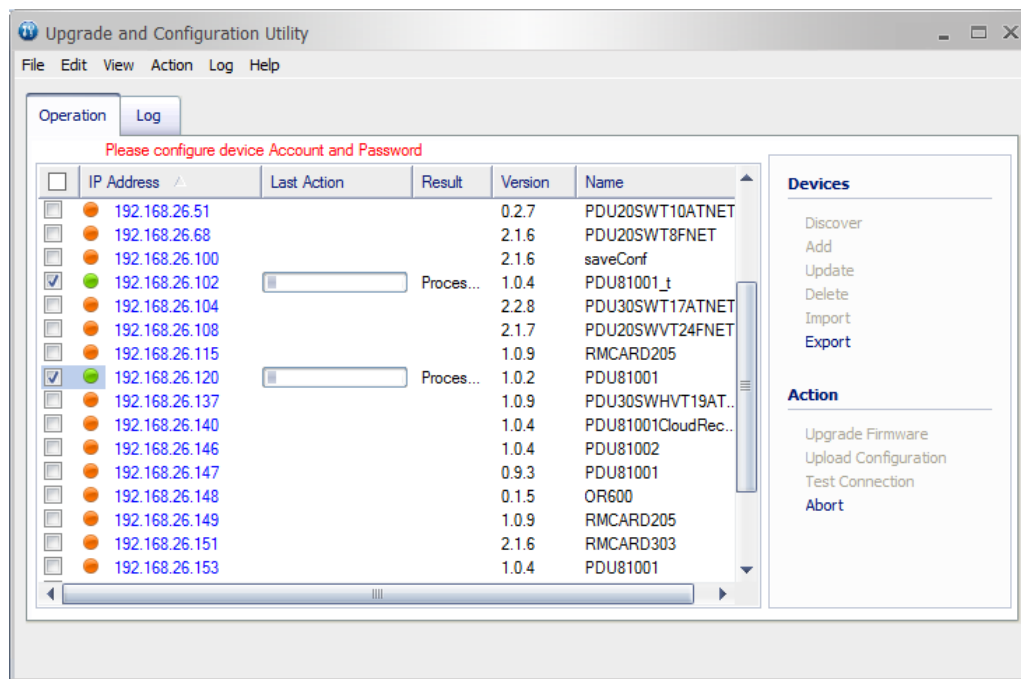 Upgrade and Configuration Utility
File Edit View Action Log Help
Operation Log
Please configure device Account and Password
IP Address Last Action Result Version Name
192.168.26.51 0.2.7 PDU20SWT10ATNET
192.168.26.68 2.1.6 PDU20SWT8FNET
192.168.26.100 2.1.6 saveConf
192.168.26.102 Proces... 1.0.4 PDU81001_t
192.168.26.104 2.2.8 PDU30SWT17ATNET
192.168.26.108 2.1.7 PDU20SWVT24FNET
192.168.26.115 1.0.9 RMCARD205
192.168.26.120 Proces... 1.0.2 PDU81001
192.168.26.137 1.0.9 PDU30SWHVT19AT...
192.168.26.140 1.0.4 PDU81001CloudRec...
192.168.26.146 1.0.4 PDU81002
192.168.26.147 0.9.3 PDU81001
192.168.26.148 0.1.5 OR600
192.168.26.149 1.0.9 RMCARD205
192.168.26.151 2.1.6 RMCARD303
192.168.26.153 1.0.4 PDU81001
Devices
Discover
Add
Update
Delete
Import
Export
Action
Upgrade Firmware
Upload Configuration
Test Connection
Abort